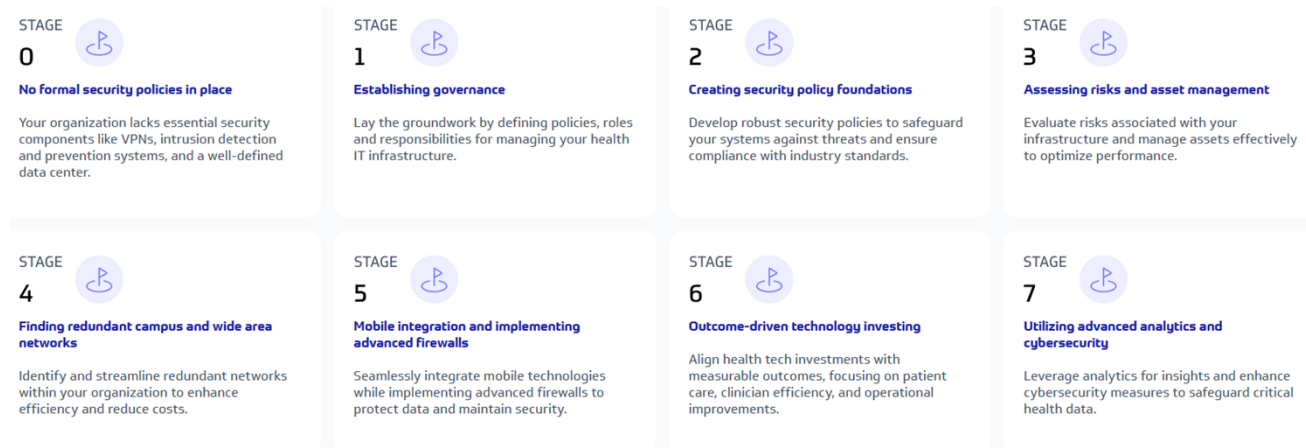 STAGE
0
No formal security policies in place
Your organization lacks essential security
components like VPNs, intrusion detection
and prevention systems, and a well-defined
data center.
STAGE
1
Establishing governance
Lay the groundwork by defining policies, roles
and responsibilities for managing your health
IT infrastructure.
STAGE
2
Creating security policy foundations
Develop robust security policies to safeguard
your systems against threats and ensure
compliance with industry standards.
STAGE
3
Assessing risks and asset management
Evaluate risks associated with your
infrastructure and manage assets effectively
to optimize performance.
STAGE
4
Finding redundant campus and wide area
networks
Identify and streamline redundant networks
within your organization to enhance
efficiency and reduce costs.
STAGE
5
Mobile integration and implementing
advanced firewalls
Seamlessly integrate mobile technologies
while implementing advanced firewalls to
protect data and maintain security.
STAGE
6
Outcome-driven technology investing
Align health tech investments with
measurable outcomes, focusing on patient
care, clinician efficiency, and operational
improvements.
STAGE
7
Utilizing advanced analytics and
cybersecurity
Leverage analytics for insights and enhance
cybersecurity measures to safeguard critical
health data.